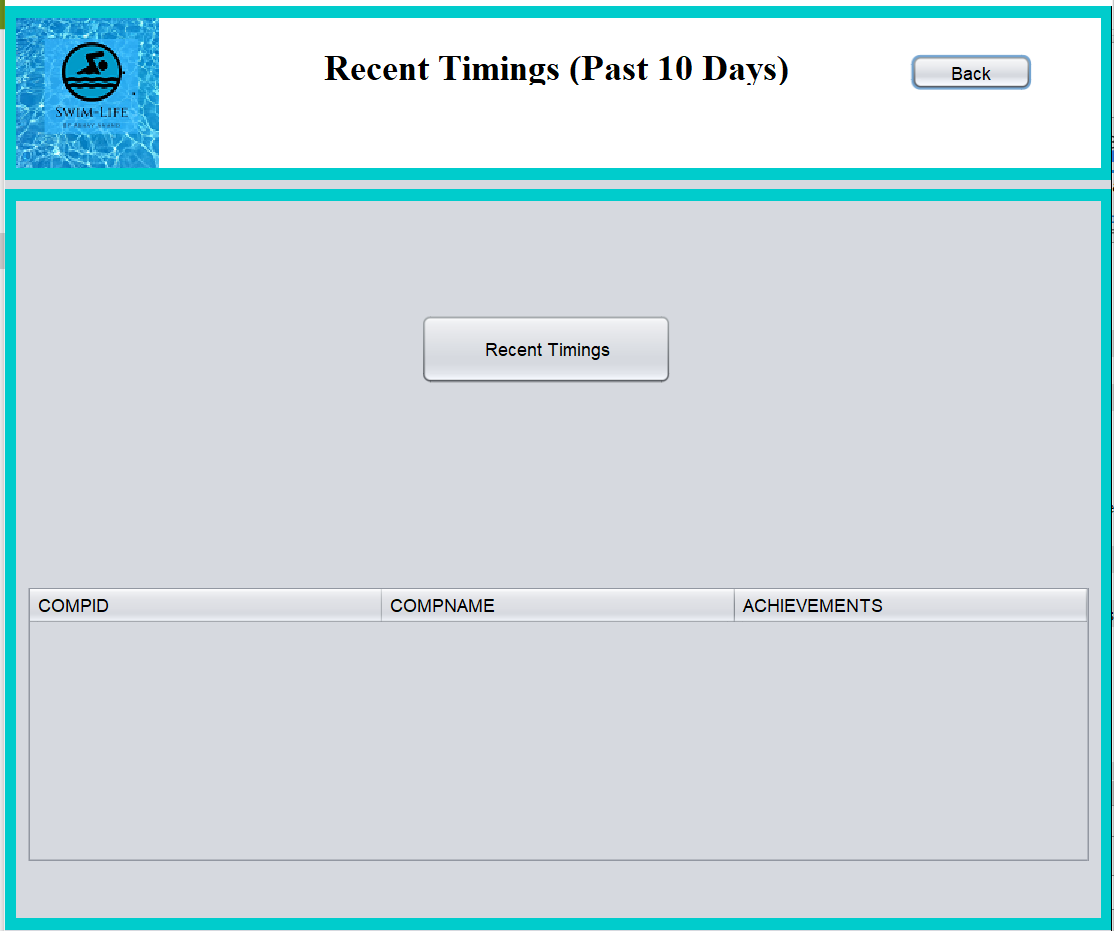 Recent Timings (Past 10 Days)
Back
SWIM-LIFE
Recent Timings
COMPID
COMPNAME
ACHIEVEMENTS